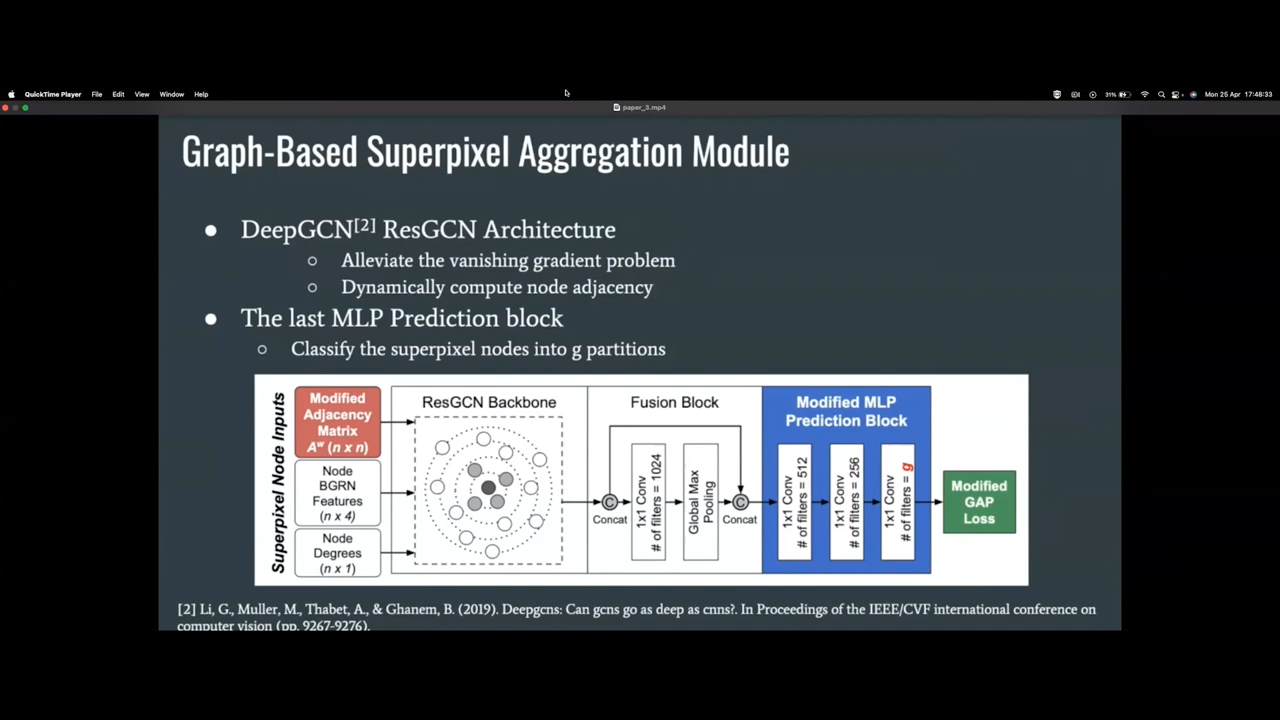 QuickTime Player File Edit View Window Help 31% Mon 25 Apr 17:48:33
paper_3.mp4
Graph-Based Superpixel Aggregation Module
● DeepGCN[2] ResGCN Architecture
○ Alleviate the vanishing gradient problem
○ Dynamically compute node adjacency
● The last MLP Prediction block
○ Classify the superpixel nodes into g partitions
Superpixel Node Inputs
Modified
Adjacency
Matrix
Aʷ (n x n)
Node
BGRN
Features
(n x 4)
Node
Degrees
(n x 1)
ResGCN Backbone
Fusion Block
C
Concat
1x1 Conv
# of filters = 1024
Global Max
Pooling
C
Concat
Modified MLP
Prediction Block
1x1 Conv
# of filters = 512
1x1 Conv
# of filters = 256
1x1 Conv
# of filters = g
Modified
GAP
Loss
[2] Li, G., Muller, M., Thabet, A., & Ghanem, B. (2019). Deepgcns: Can gcns go as deep as cnns?. In Proceedings of the IEEE/CVF international conference on
computer vision (pp. 9267-9276).